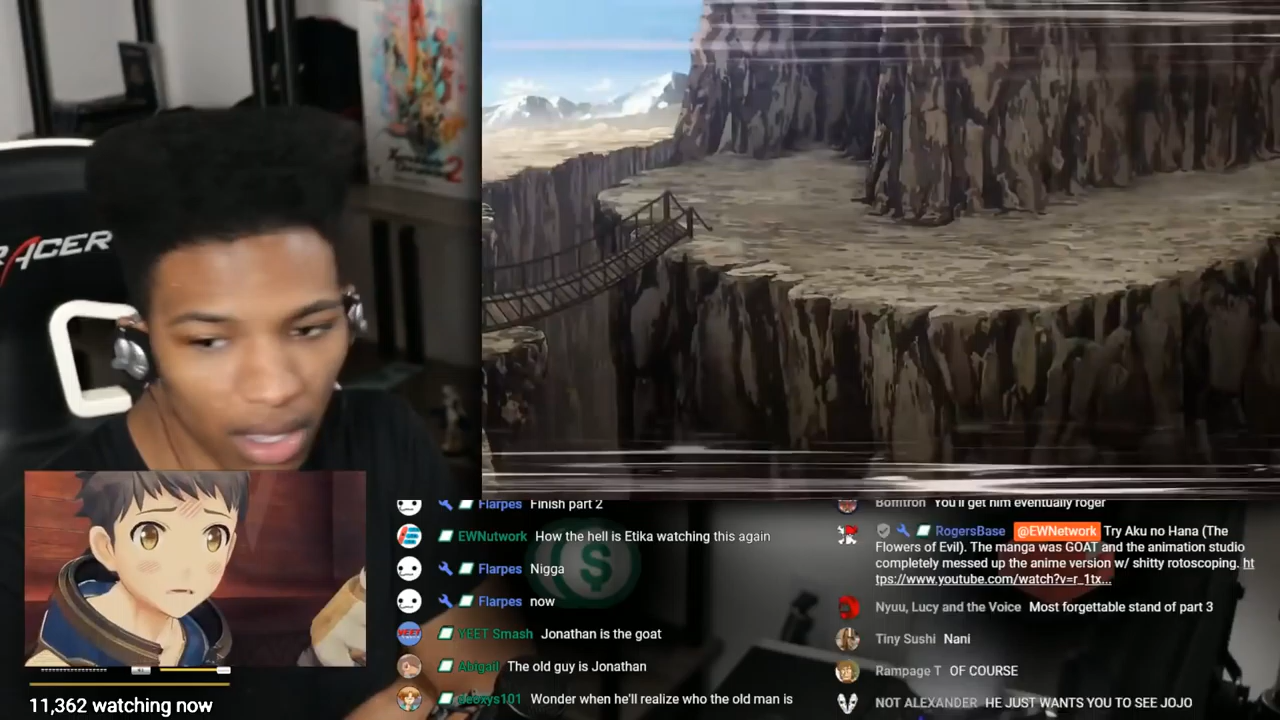 RACER
2
Flarpes Finish part 2
EWNutwork How the hell is Etika watching this again
Flarpes Nigga
Flarpes now
YEET Smash Jonathan is the goat
Abigail The old guy is Jonathan
deoxys101 Wonder when he'll realize who the old man is
11,362 watching now
You'll get him eventually roger
RogersBase @EWNetwork Try Aku no Hana (The
Flowers of Evil). The manga was GOAT and the animation studio
completely messed up the anime version w/ shitty rotoscoping. ht
tps://www.youtube.com/watch?v=r_1tx...
Nyuu, Lucy and the Voice Most forgettable stand of part 3
Tiny Sushi Nani
Rampage T OF COURSE
NOT ALEXANDER HE JUST WANTS YOU TO SEE JOJO
YEET
$